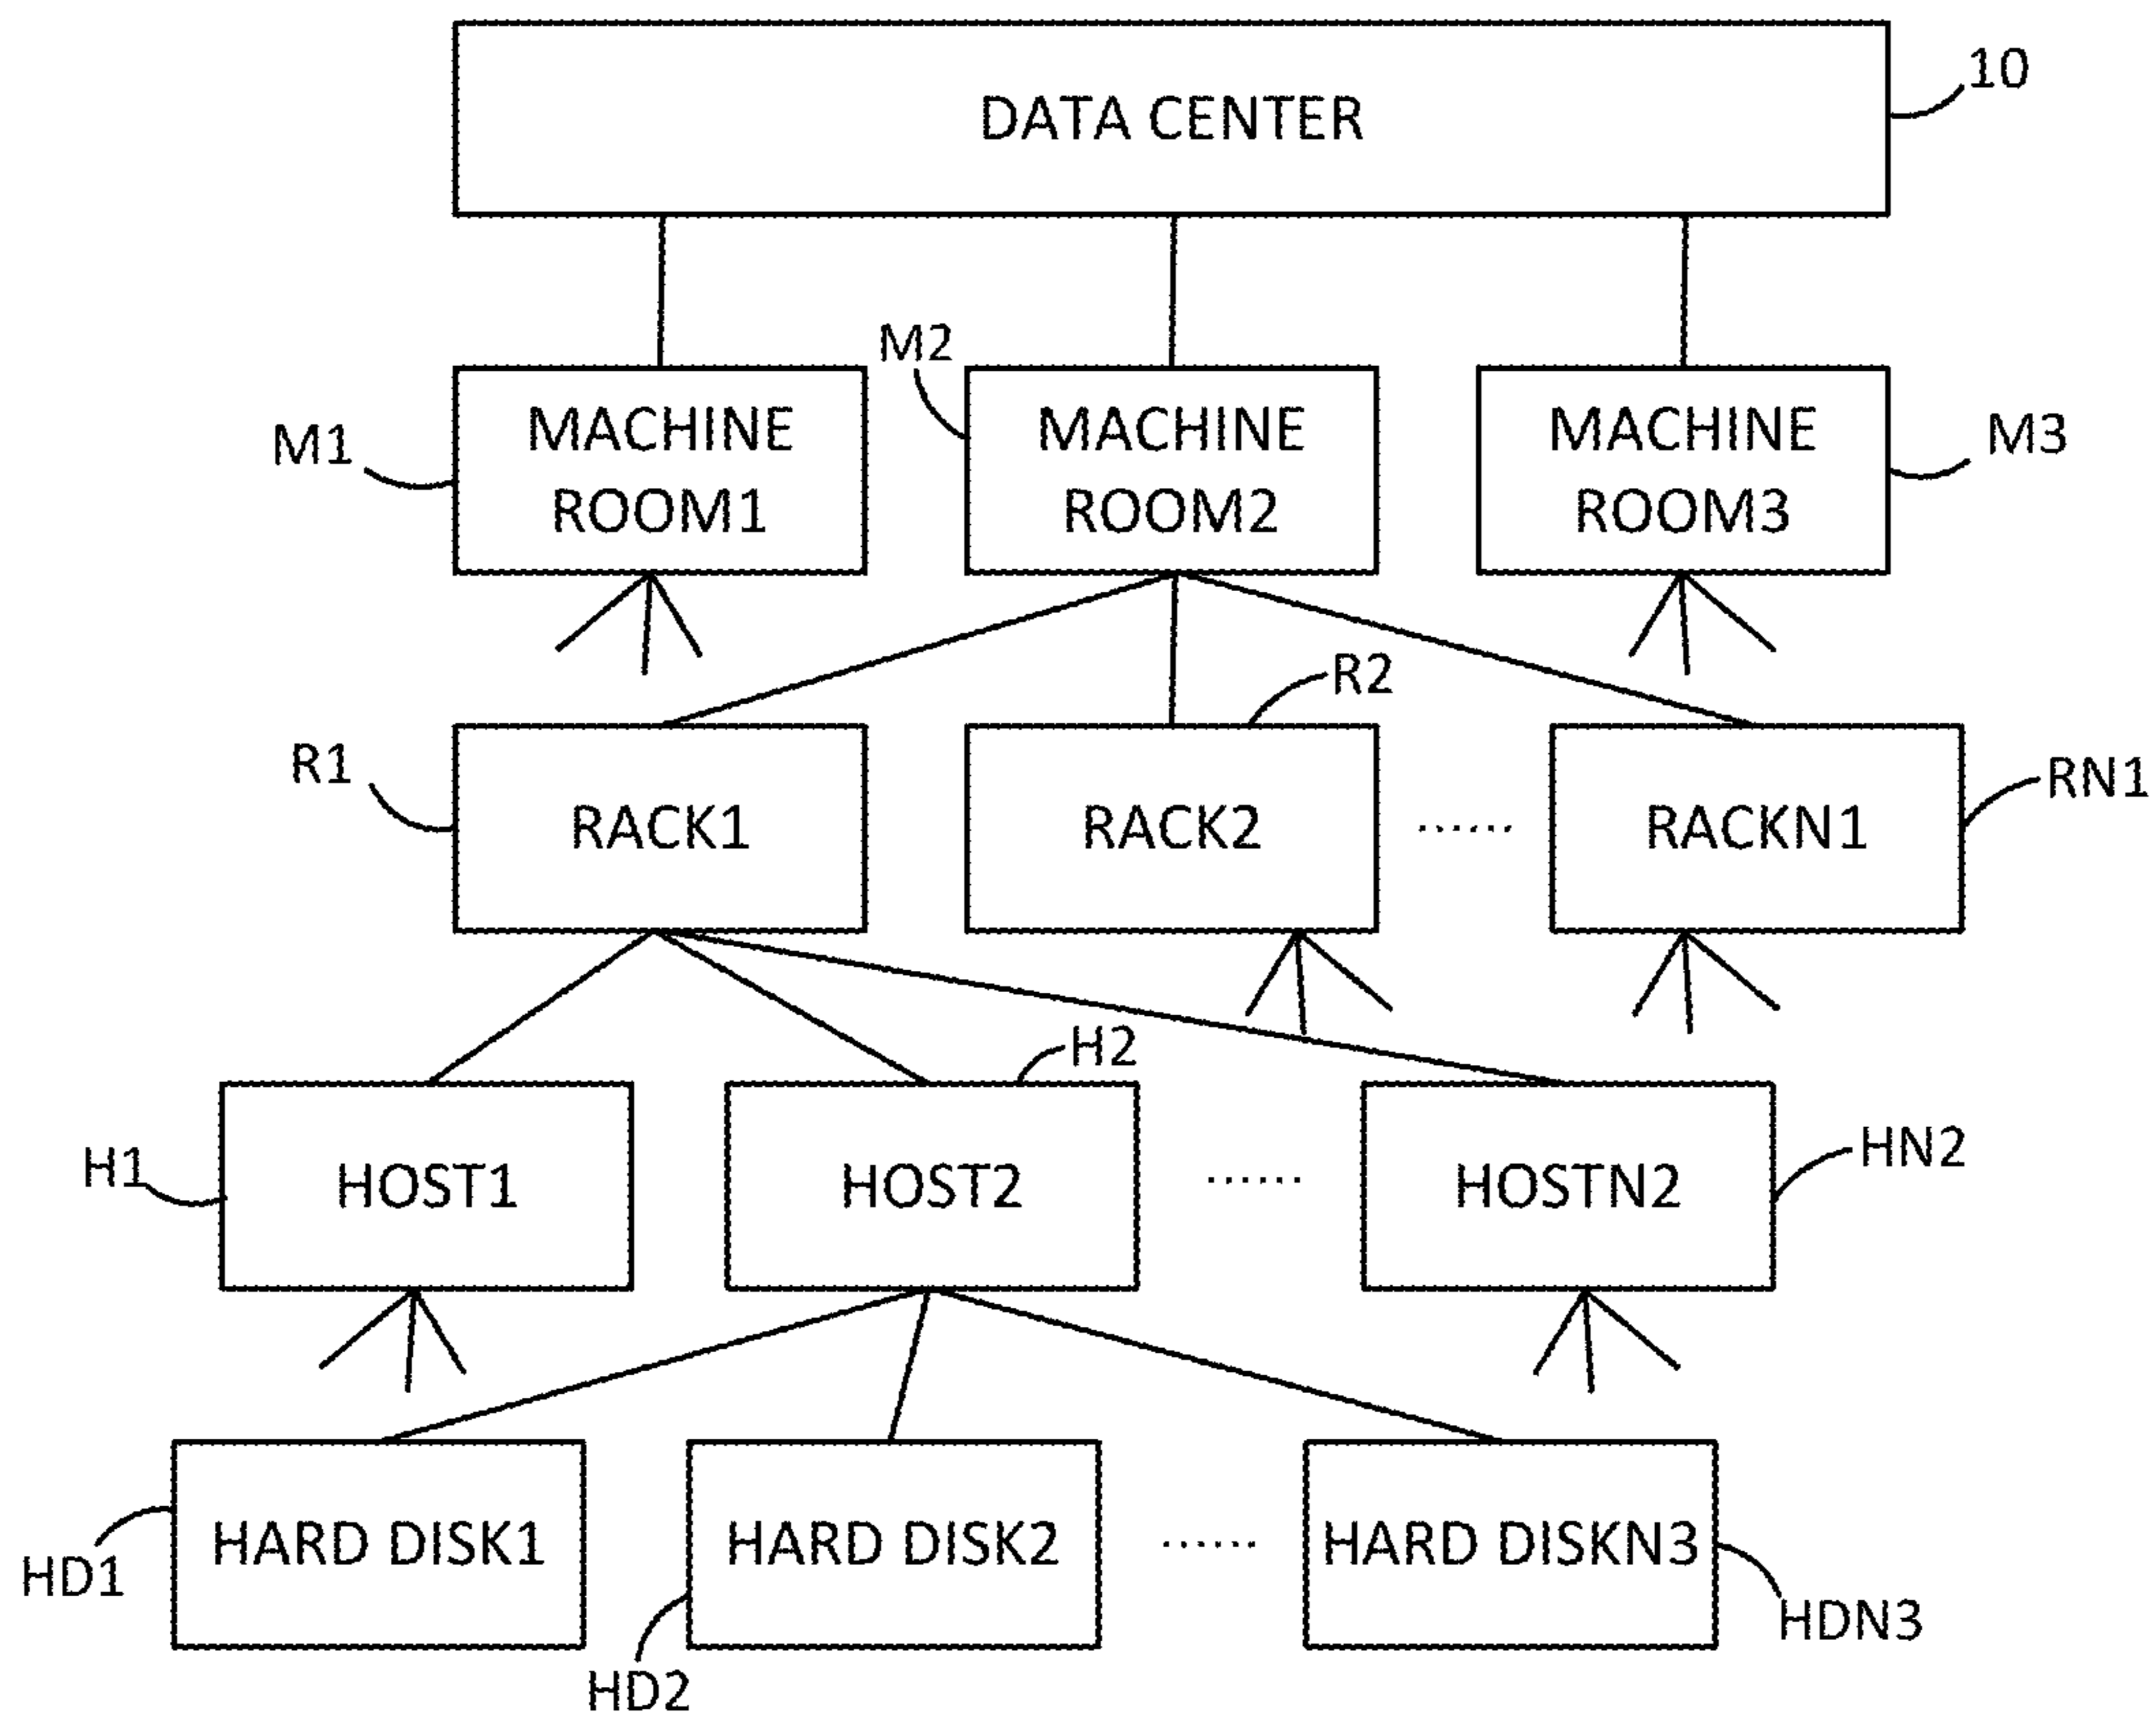 DATA CENTER
10
M2
M1
MACHINE
ROOM1
MACHINE
ROOM2
MACHINE
ROOM3
M3
R2
R1
RACK1
RACK2
......
RACKN1
RN1
H2
H1
HOST1
HOST2
......
HOSTN2
HN2
HARD DISK1
HARD DISK2
......
HARD DISKN3
HD1
HDN3
HD2